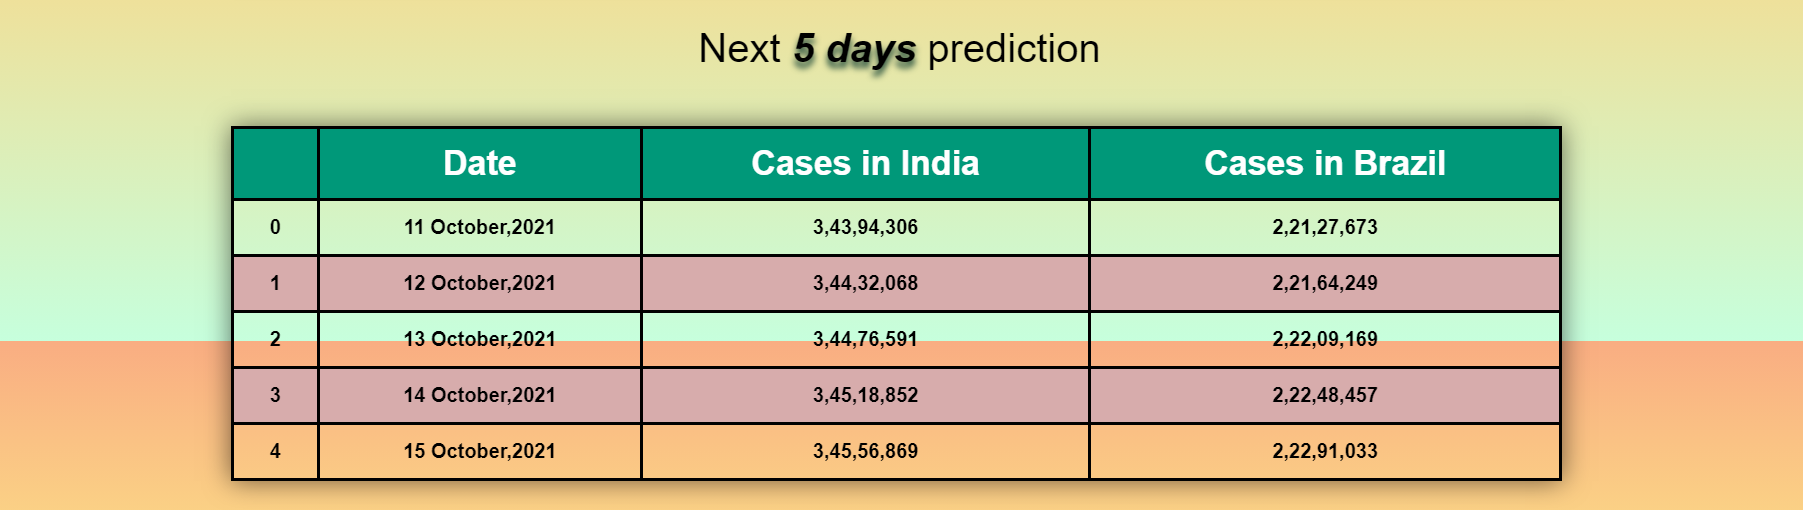 Next 5 days prediction
Date Cases in India Cases in Brazil
0 11 October,2021 3,43,94,306 2,21,27,673
1 12 October,2021 3,44,32,068 2,21,64,249
2 13 October,2021 3,44,76,591 2,22,09,169
3 14 October,2021 3,45,18,852 2,22,48,457
4 15 October,2021 3,45,56,869 2,22,91,033